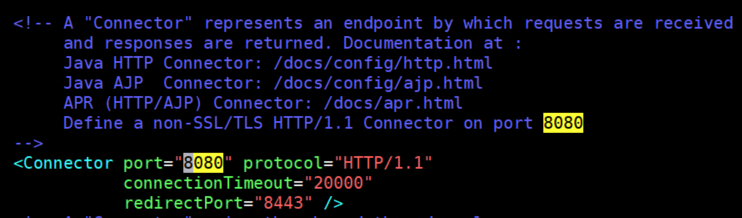 <!-- A "Connector" represents an endpoint by which requests are received
and responses are returned. Documentation at :
Java HTTP Connector: /docs/config/http.html
Java AJP  Connector: /docs/config/ajp.html
APR (HTTP/AJP) Connector: /docs/apr.html
Define a non-SSL/TLS HTTP/1.1 Connector on port 8080
-->
<Connector port="8080" protocol="HTTP/1.1"
connectionTimeout="20000"
redirectPort="8443" />